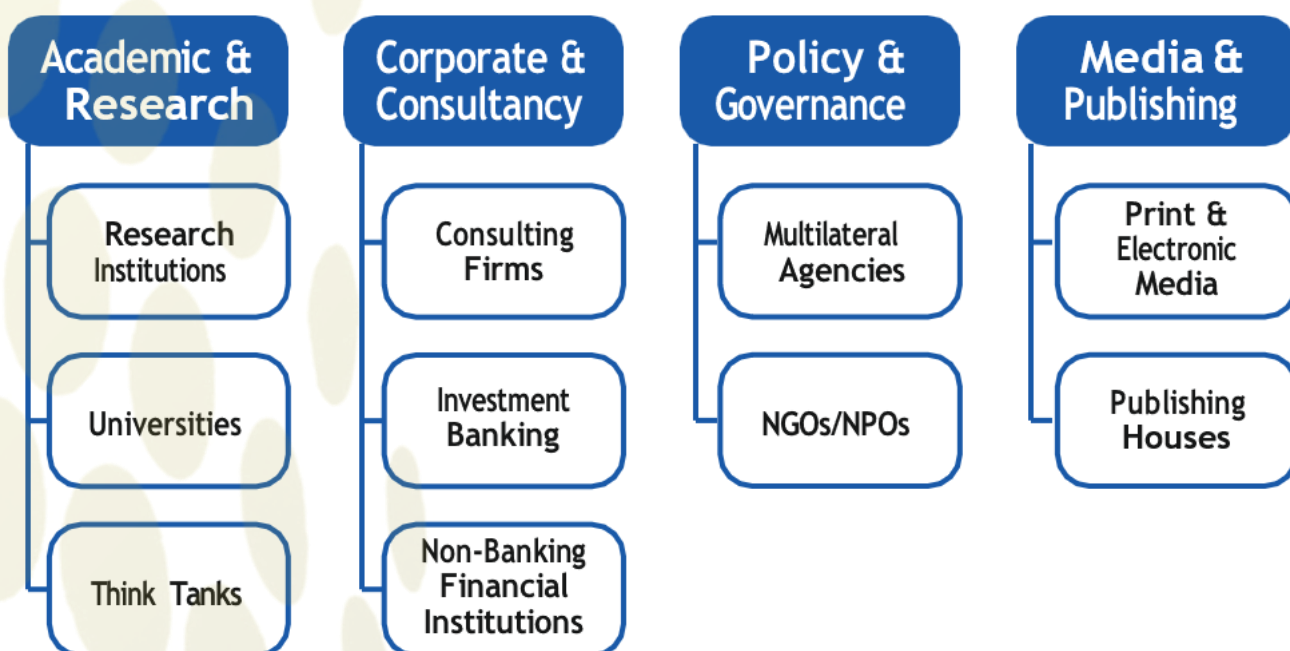 Academic &
Research
Research
Institutions
Universities
Think Tanks
Corporate &
Consultancy
Consulting
Firms
Investment
Banking
Non-Banking
Financial
Institutions
Policy &
Governance
Multilateral
Agencies
NGOs/NPOs
Media &
Publishing
Print &
Electronic
Media
Publishing
Houses